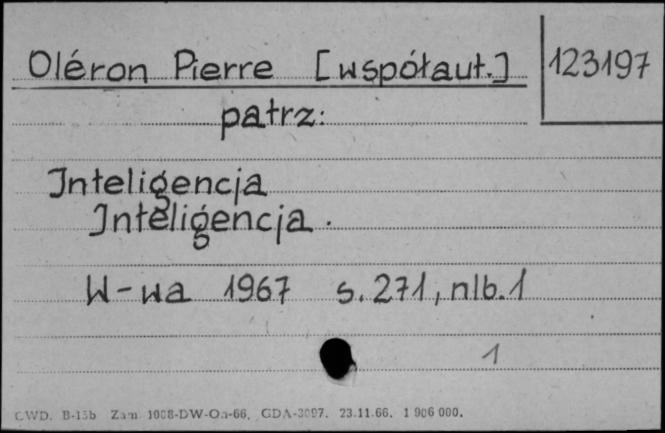 Oléron Pierre [współaut.] 123197
patrz:
Inteligencja
Inteligencja.
W-wa 1967 s. 271, nlb. 1
1
CWD. B-15b Zam. 1008-DW-On-66. GDA-3097. 23.11.66. 1 906 000.